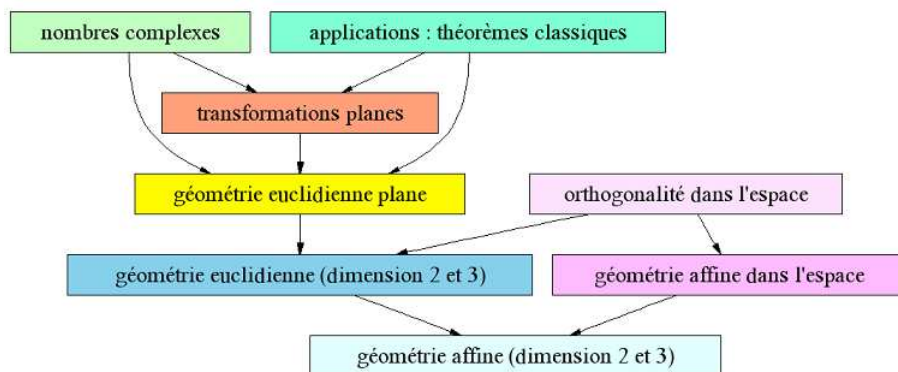 nombres complexes
applications : théorèmes classiques
transformations planes
géométrie euclidienne plane
orthogonalité dans l'espace
géométrie euclidienne (dimension 2 et 3)
géométrie affine dans l'espace
géométrie affine (dimension 2 et 3)